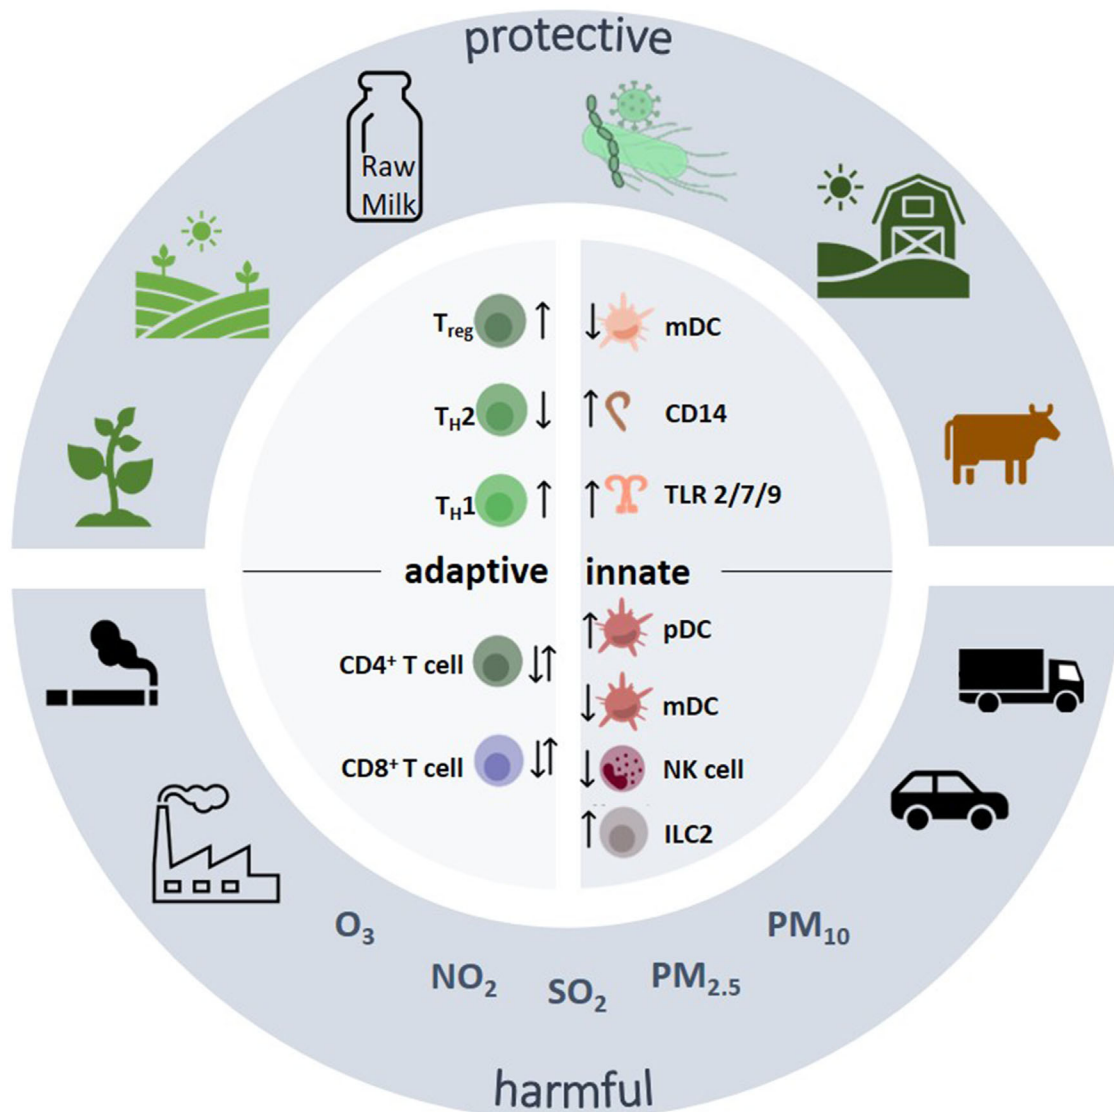 protective
Raw
Milk
Treg ↑
↓ mDC
TH2 ↓
↑ CD14
TH1 ↑
↑ TLR 2/7/9
adaptive
innate
↑ pDC
CD4⁺ T cell ↓↑
↓ mDC
CD8⁺ T cell ↓↑
↓ NK cell
↑ ILC2
O₃
NO₂
SO₂
PM₂.₅
PM₁₀
harmful